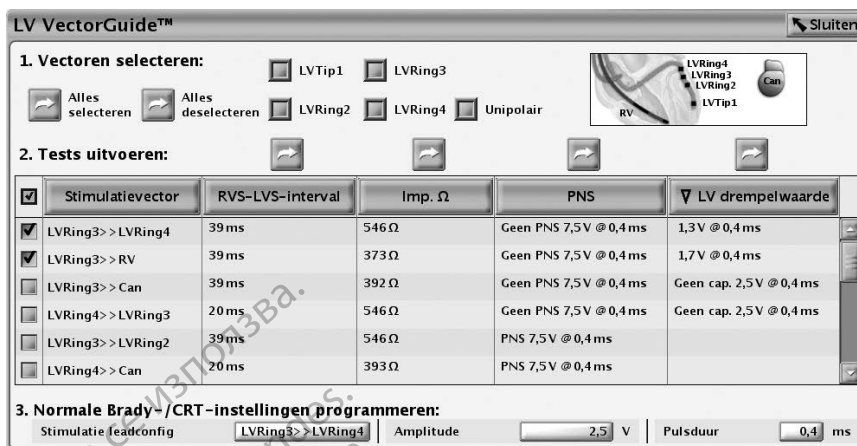 LV VectorGuide™
Sluiten
1. Vectoren selecteren:
LVTip1
LVRing3
Alles selecteren
Alles deselecteren
LVRing2
LVRing4
Unipolair
LVRing4
LVRing3
LVRing2
LVTip1
RV
Can
2. Tests uitvoeren:
Stimulatievector RVS-LVS-interval Imp. Ω PNS ∇ LV drempelwaarde
LVRing3>>LVRing4 39 ms 546 Ω Geen PNS 7,5 V @ 0,4 ms 1,3 V @ 0,4 ms
LVRing3>>RV 39 ms 373 Ω Geen PNS 7,5 V @ 0,4 ms 1,7 V @ 0,4 ms
LVRing3>>Can 39 ms 392 Ω Geen PNS 7,5 V @ 0,4 ms Geen cap. 2,5 V @ 0,4 ms
LVRing4>>LVRing3 20 ms 546 Ω Geen PNS 7,5 V @ 0,4 ms Geen cap. 2,5 V @ 0,4 ms
LVRing3>>LVRing2 39 ms 546 Ω PNS 7,5 V @ 0,4 ms
LVRing4>>Can 20 ms 393 Ω PNS 7,5 V @ 0,4 ms
3. Normale Brady-/CRT-instellingen programmeren:
Stimulatie leadconfig LVRing3>>LVRing4 Amplitude 2,5 V Pulsduur 0,4 ms
се използва.